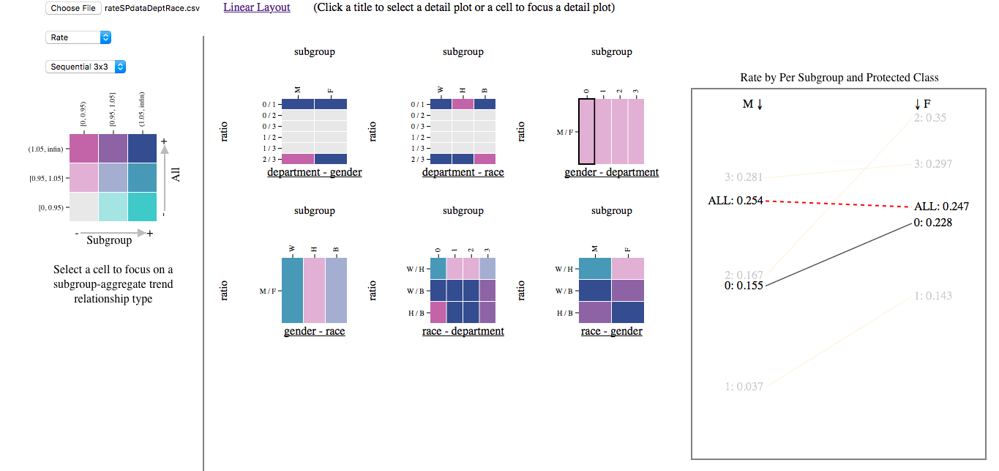 Choose File rateSPdataDeptRace.csv Linear Layout (Click a title to select a detail plot or a cell to focus a detail plot)
Rate
Sequential 3x3
[0, 0.95) [0.95, 1.05] (1.05, infin)
(1.05, infin)
[0.95, 1.05]
[0, 0.95)
+
All
-
- +
Subgroup
Select a cell to focus on a
subgroup-aggregate trend
relationship type
subgroup
M F
ratio
0 / 1
0 / 2
0 / 3
1 / 2
1 / 3
2 / 3
department - gender
subgroup
W H B
ratio
0 / 1
0 / 2
0 / 3
1 / 2
1 / 3
2 / 3
department - race
subgroup
0 1 2 3
ratio
M / F
gender - department
subgroup
W H B
ratio
M / F
gender - race
subgroup
0 1 2 3
ratio
W / H
W / B
H / B
race - department
subgroup
M F
ratio
W / H
W / B
H / B
race - gender
Rate by Per Subgroup and Protected Class
M ↓ ↓ F
2: 0.35
3: 0.297
3: 0.281
ALL: 0.254
ALL: 0.247
0: 0.228
2: 0.167
0: 0.155
1: 0.143
1: 0.037